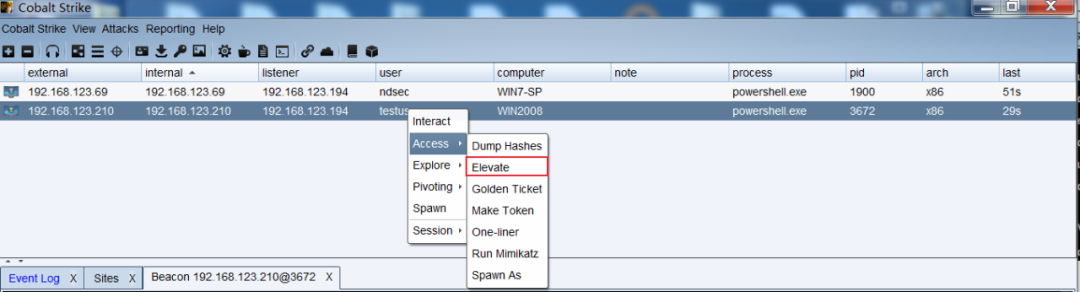 Cobalt Strike
Cobalt Strike View Attacks Reporting Help
external internal listener user computer note process pid arch last
192.168.123.69 192.168.123.69 192.168.123.194 ndsec WIN7-SP powershell.exe 1900 x86 51s
192.168.123.210 192.168.123.210 192.168.123.194 testus WIN2008 powershell.exe 3672 x86 29s
Interact
Access
Explore
Pivoting
Spawn
Session
Dump Hashes
Elevate
Golden Ticket
Make Token
One-liner
Run Mimikatz
Spawn As
Event Log X Sites X Beacon 192.168.123.210@3672 X